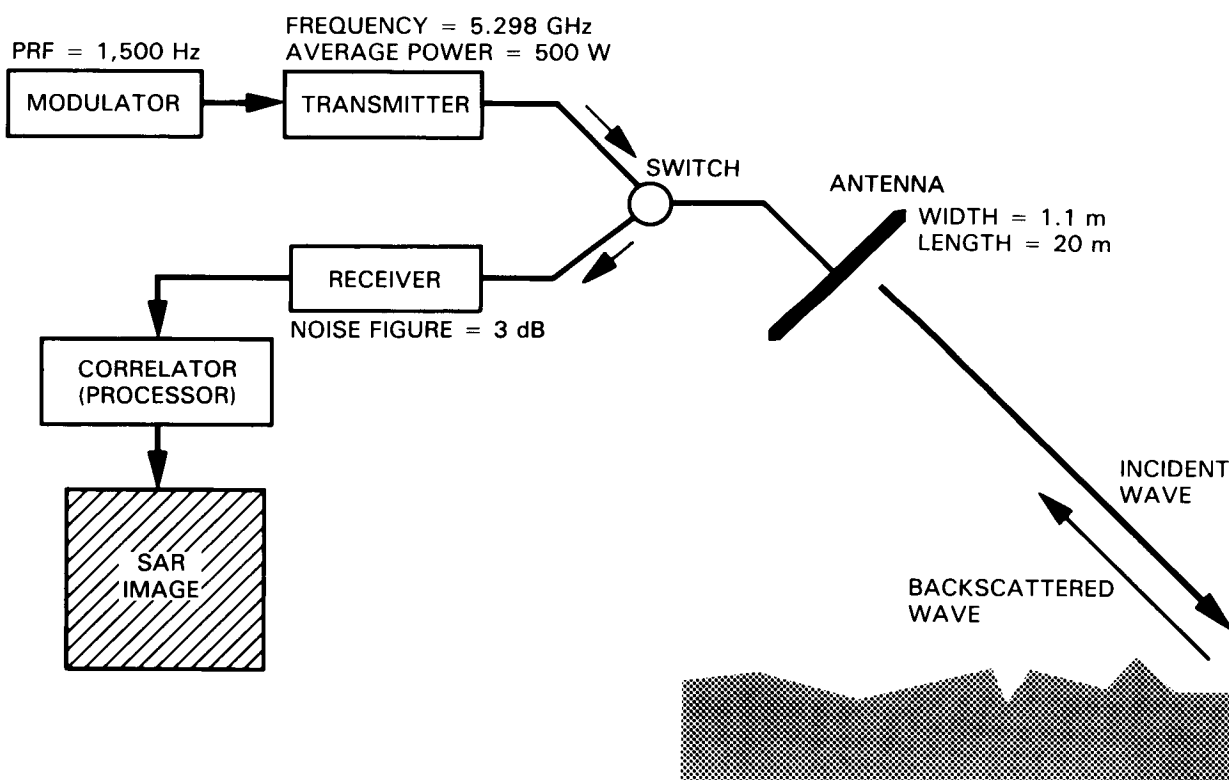 FREQUENCY = 5.298 GHz
PRF = 1,500 Hz
AVERAGE POWER = 500 W
MODULATOR
TRANSMITTER
SWITCH
ANTENNA
WIDTH = 1.1 m
LENGTH = 20 m
RECEIVER
NOISE FIGURE = 3 dB
CORRELATOR
(PROCESSOR)
INCIDENT
WAVE
SAR
IMAGE
BACKSCATTERED
WAVE